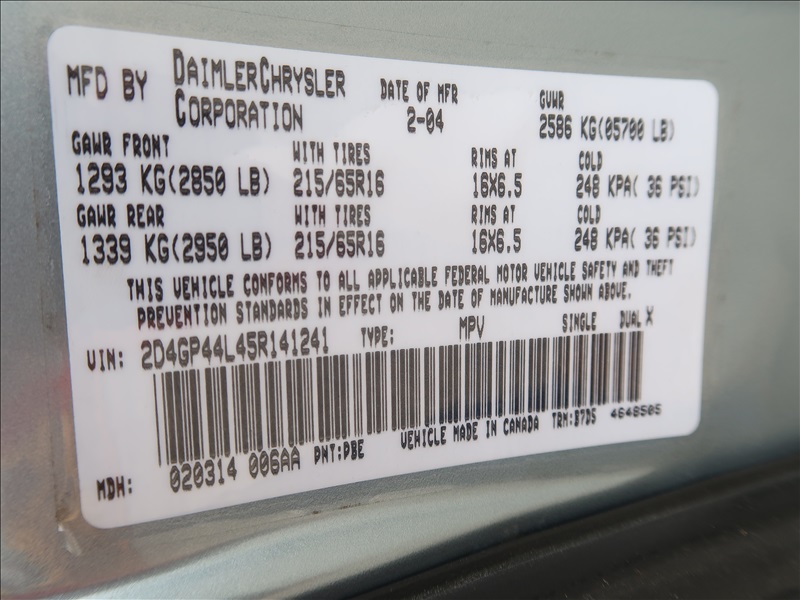 MFD BY DAIMLERCHRYSLER CORPORATION DATE OF MFR 2-04 GVWR 2586 KG(05700 LB)
GAWR FRONT WITH TIRES RIMS AT COLD
1293 KG(2850 LB) 215/65R16 16X6.5 248 KPA( 36 PSI)
GAWR REAR WITH TIRES RIMS AT COLD
1339 KG(2950 LB) 215/65R16 16X6.5 248 KPA( 36 PSI)
THIS VEHICLE CONFORMS TO ALL APPLICABLE FEDERAL MOTOR VEHICLE SAFETY AND THEFT
PREVENTION STANDARDS IN EFFECT ON THE DATE OF MANUFACTURE SHOWN ABOVE.
VIN: 2D4GP44L45R141241 TYPE: MPV SINGLE DUAL X
MDH: 020314 006AA PNT:PBE VEHICLE MADE IN CANADA TRM:B7D5 4648505